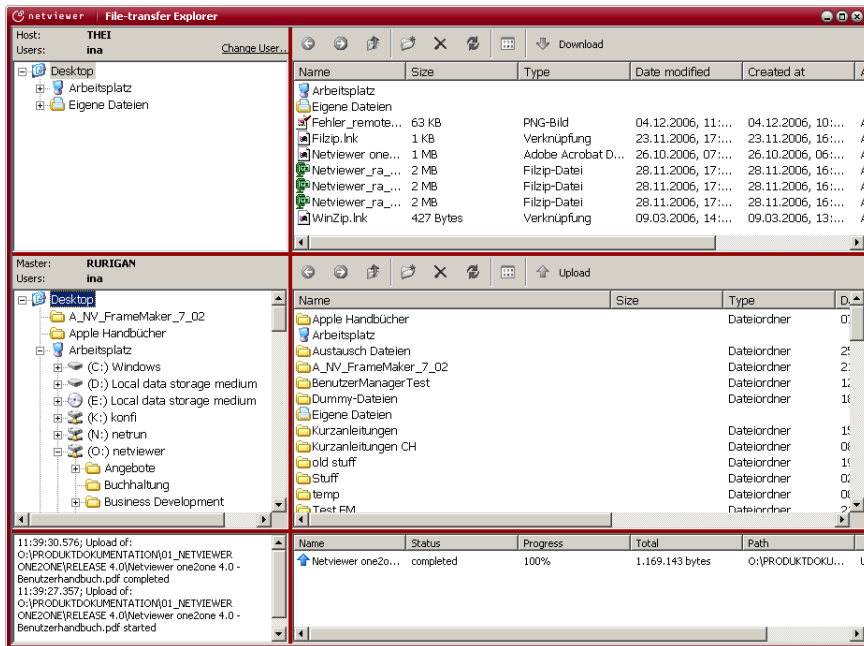 netviewer File-transfer Explorer
Host: THEI
Users: ina Change User..
Desktop
Arbeitsplatz
Eigene Dateien
Download
Name Size Type Date modified Created at
Arbeitsplatz
Eigene Dateien
Fehler_remote... 63 KB PNG-Bild 04.12.2006, 11:... 04.12.2006, 10:...
Filzip.lnk 1 KB Verknüpfung 23.11.2006, 17:... 23.11.2006, 16:...
Netviewer one... 1 MB Adobe Acrobat D... 26.10.2006, 07:... 26.10.2006, 06:...
Netviewer_ra_... 2 MB Filzip-Datei 28.11.2006, 17:... 28.11.2006, 16:...
Netviewer_ra_... 2 MB Filzip-Datei 28.11.2006, 17:... 28.11.2006, 16:...
Netviewer_ra_... 2 MB Filzip-Datei 28.11.2006, 17:... 28.11.2006, 16:...
WinZip.lnk 427 Bytes Verknüpfung 09.03.2006, 14:... 09.03.2006, 13:...
Master: RURIGAN
Users: ina
Desktop
A_NV_FrameMaker_7_02
Apple Handbücher
Arbeitsplatz
(C:) Windows
(D:) Local data storage medium
(E:) Local data storage medium
(K:) konfi
(N:) netrun
(O:) netviewer
Angebote
Buchhaltung
Business Development
Upload
Name Size Type
Apple Handbücher Dateiordner
Arbeitsplatz
Austausch Dateien Dateiordner
A_NV_FrameMaker_7_02 Dateiordner
BenutzerManagerTest Dateiordner
Dummy-Dateien Dateiordner
Eigene Dateien
Kurzanleitungen Dateiordner
Kurzanleitungen CH Dateiordner
old stuff Dateiordner
Stuff Dateiordner
temp Dateiordner
Test FM Dateiordner
11:39:30.576; Upload of:
O:\PRODUKTDOKUMENTATION\01_NETVIEWER
ONE2ONE\RELEASE 4.0\Netviewer one2one 4.0 -
Benutzerhandbuch.pdf completed
11:39:27.357; Upload of:
O:\PRODUKTDOKUMENTATION\01_NETVIEWER
ONE2ONE\RELEASE 4.0\Netviewer one2one 4.0 -
Benutzerhandbuch.pdf started
Name Status Progress Total Path
Netviewer one2o... completed 100% 1.169.143 bytes O:\PRODUKTDOKU...